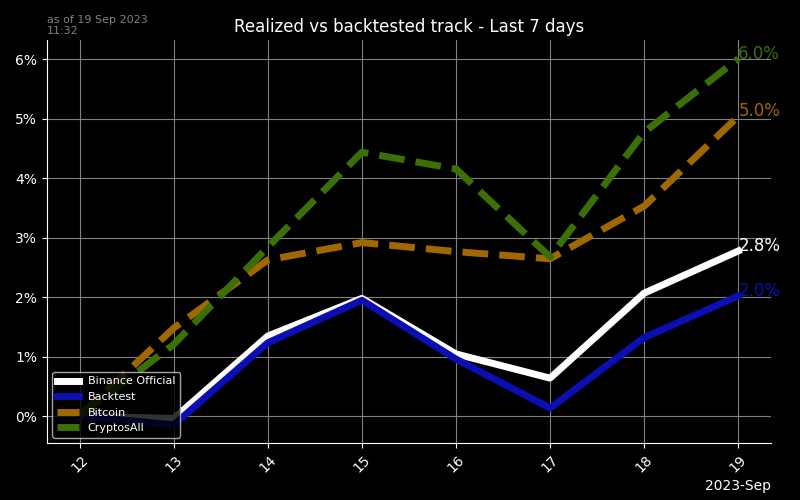 as of 19 Sep 2023
11:32
Realized vs backtested track - Last 7 days
6%
5%
4%
3%
2%
1%
0%
6.0%
5.0%
2.8%
2.0%
Binance Official
Backtest
Bitcoin
CryptosAll
12
13
14
15
16
17
18
19
2023-Sep